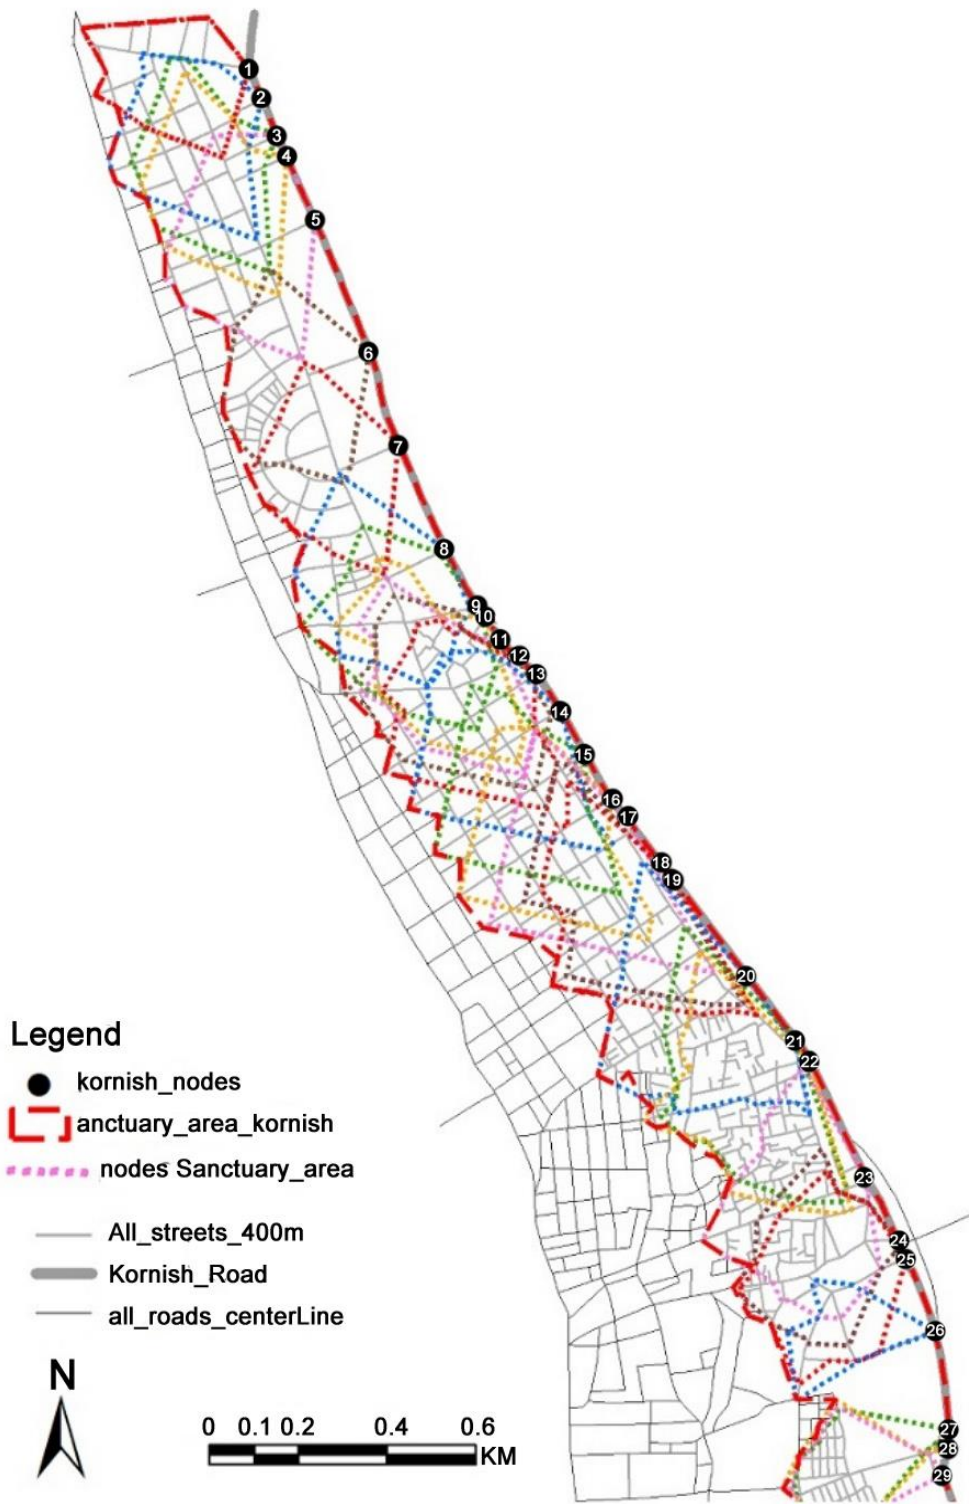 1
2
3
4
5
6
7
8
9
10
11
12
13
14
15
16
17
18
19
20
21
22
23
24
25
26
27
28
29
Legend
kornish_nodes
anctuary_area_kornish
nodes Sanctuary_area
All_streets_400m
Kornish_Road
all_roads_centerLine
N
0 0.1 0.2 0.4 0.6
KM